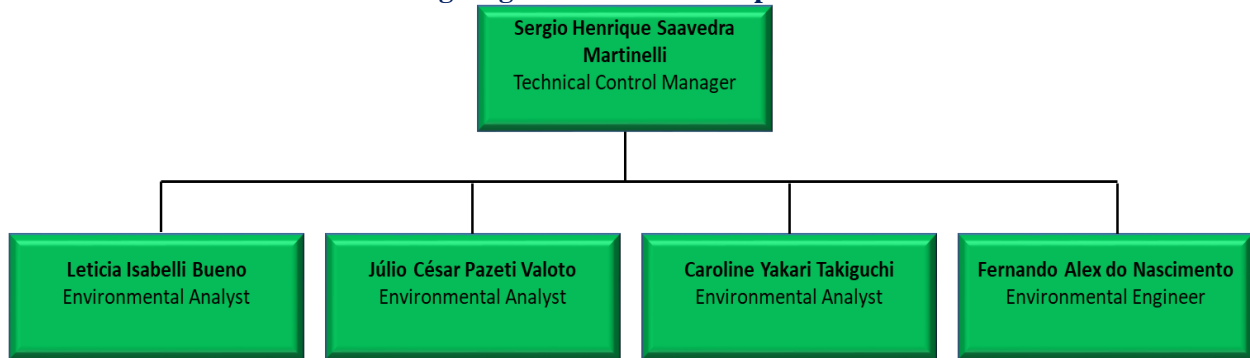 Sergio Henrique Saavedra
Martinelli
Technical Control Manager
Leticia Isabelli Bueno
Environmental Analyst
Júlio César Pazeti Valoto
Environmental Analyst
Caroline Yakari Takiguchi
Environmental Analyst
Fernando Alex do Nascimento
Environmental Engineer